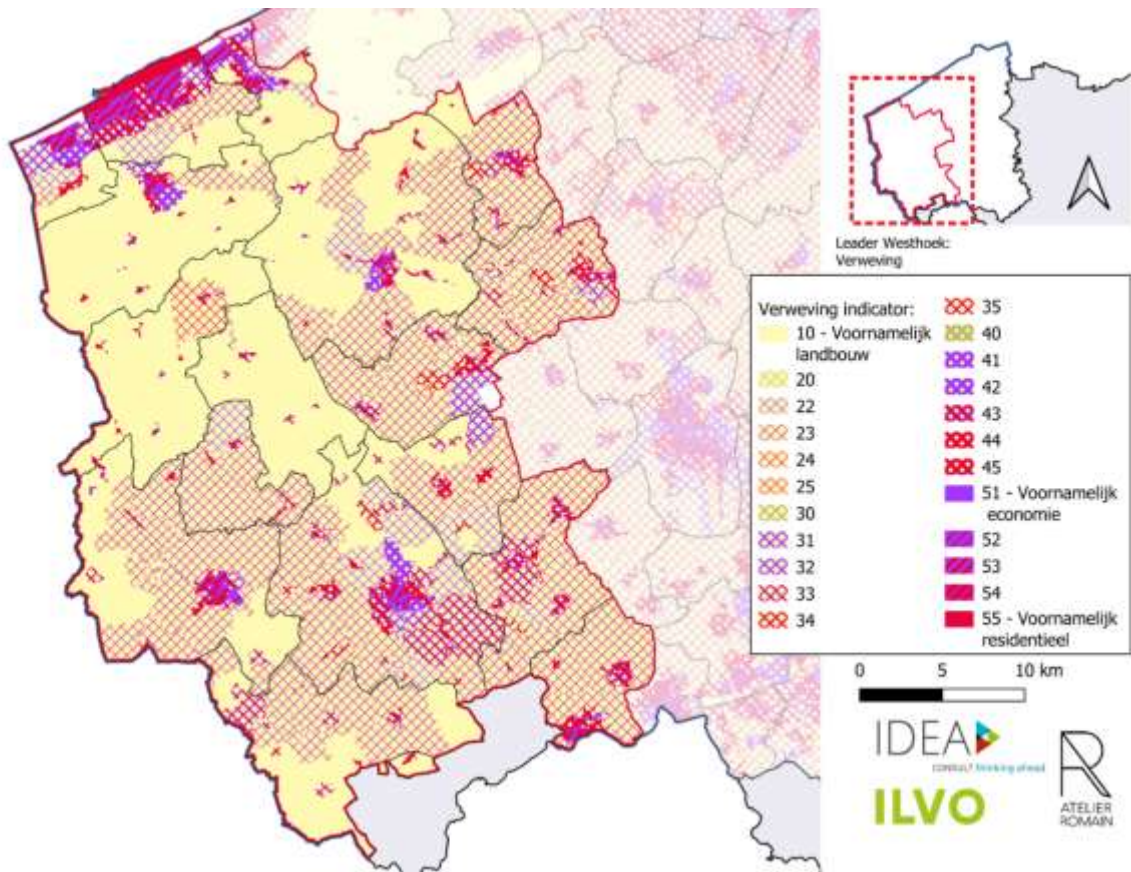 Leader Westhoek:
Verweving
Verweving indicator:
10 - Voornamelijk
landbouw
20
22
23
24
25
30
31
32
33
34
35
40
41
42
43
44
45
51 - Voornamelijk
economie
52
53
54
55 - Voornamelijk
residentieel
0 5 10 km
IDEA
CONSULT thinking ahead
ILVO
R
ATELIER
ROMAIN